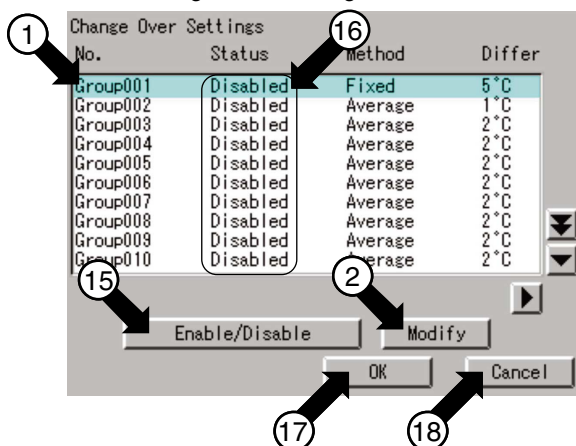 Change Over Settings
1 16
No. Status Method Differ
Group001 Disabled Fixed 5°C
Group002 Disabled Average 1°C
Group003 Disabled Average 2°C
Group004 Disabled Average 2°C
Group005 Disabled Average 2°C
Group006 Disabled Average 2°C
Group007 Disabled Average 2°C
Group008 Disabled Average 2°C
Group009 Disabled Average 2°C
Group010 Disabled Average 2°C
15 2
Enable/Disable Modify
OK Cancel
17 18